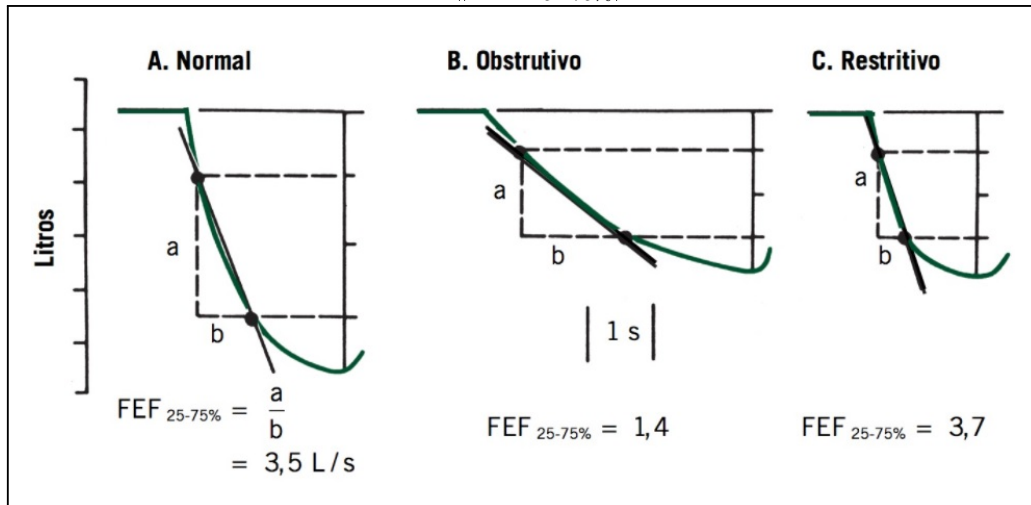 A. Normal
B. Obstrutivo
C. Restritivo
Litros
a
b
a
b
a
b
1 s
FEF 25-75% = a
b
= 3,5 L/s
FEF 25-75% = 1,4
FEF 25-75% = 3,7